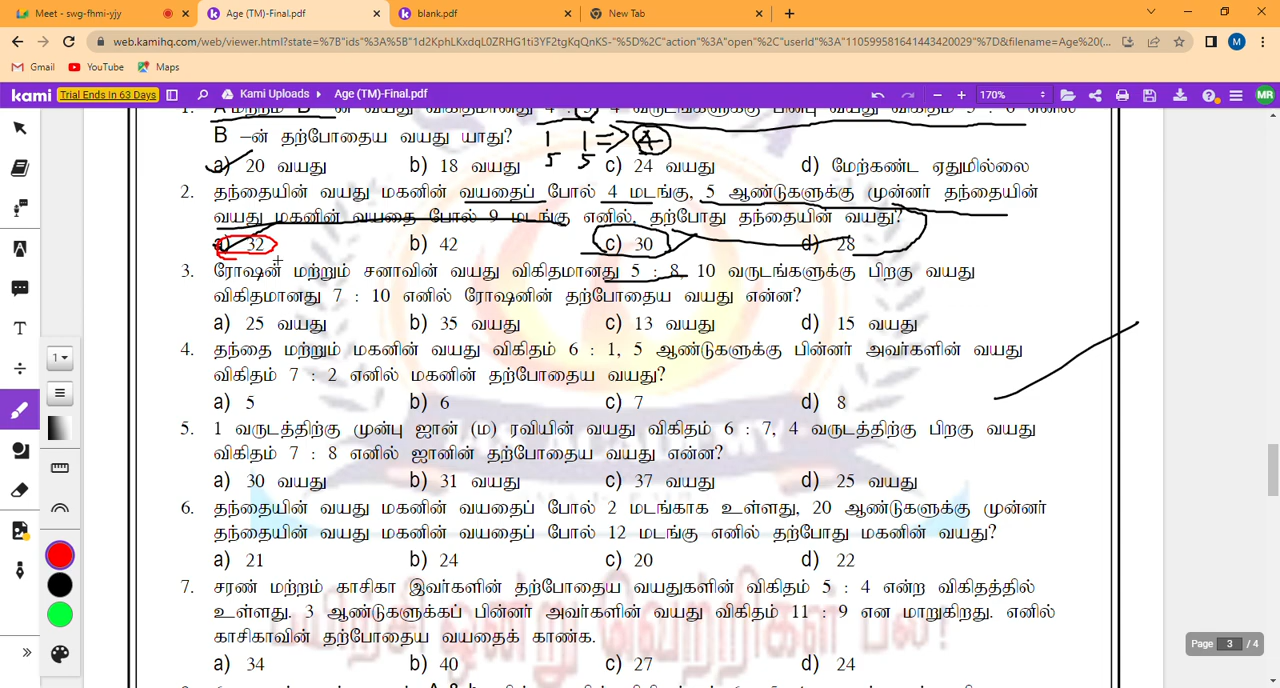 Meet - swg-fhmi-yjy
Age (TM)-Final.pdf
blank.pdf
New Tab
web.kamihq.com/web/viewer.html?state=%7B"ids"%3A%5B"1d2KphLKxdqL0ZRHG1ti3YF2tgKqQnKS-"%5D%2C"action"%3A"open"%2C"userId"%3A"110599581641443420029"%7D&filename=Age%20(...
Gmail YouTube Maps
kami Trial Ends In 63 Days Kami Uploads Age (TM)-Final.pdf 170% MR
B –ன் தற்போதைய வயது யாது? 1 1 => A
5 5
a) 20 வயது b) 18 வயது c) 24 வயது d) மேற்கண்ட ஏதுமில்லை
2. தந்தையின் வயது மகனின் வயதைப் போல் 4 மடங்கு, 5 ஆண்டுகளுக்கு முன்னர் தந்தையின்
வயது மகனின் வயதை போல் 9 மடங்கு எனில், தற்போது தந்தையின் வயது?
a) 32 b) 42 c) 30 d) 28
3. ரோஷன் மற்றும் சனாவின் வயது விகிதமானது 5 : 8, 10 வருடங்களுக்கு பிறகு வயது
விகிதமானது 7 : 10 எனில் ரோஷனின் தற்போதைய வயது என்ன?
a) 25 வயது b) 35 வயது c) 13 வயது d) 15 வயது
4. தந்தை மற்றும் மகனின வயது விகிதம் 6 : 1, 5 ஆண்டுகளுக்கு பின்னர் அவர்களின் வயது
விகிதம் 7 : 2 எனில் மகனின் தற்போதைய வயது?
a) 5 b) 6 c) 7 d) 8
5. 1 வருடத்திற்கு முன்பு ஜான் (ம) ரவியின் வயது விகிதம் 6 : 7, 4 வருடத்திற்கு பிறகு வயது
விகிதம் 7 : 8 எனில் ஜானின் தற்போதைய வயது என்ன?
a) 30 வயது b) 31 வயது c) 37 வயது d) 25 வயது
6. தந்தையின் வயது மகனின் வயதைப் போல் 2 மடங்காக உள்ளது, 20 ஆண்டுகளுக்கு முன்னர்
தந்தையின் வயது மகனின் வயதைப் போல் 12 மடங்கு எனில் தற்போது மகனின் வயது?
a) 21 b) 24 c) 20 d) 22
7. சரண் மற்றம் காசிகா இவர்களின் தற்போதைய வயதுகளின் விகிதம் 5 : 4 என்ற விகிதத்தில்
உள்ளது. 3 ஆண்டுகளுக்கப் பின்னர் அவர்களின் வயது விகிதம் 11 : 9 என மாறுகிறது. எனில்
காசிகாவின் தற்போதைய வயதைக் காண்க.
a) 34 b) 40 c) 27 d) 24
Page 3 / 4